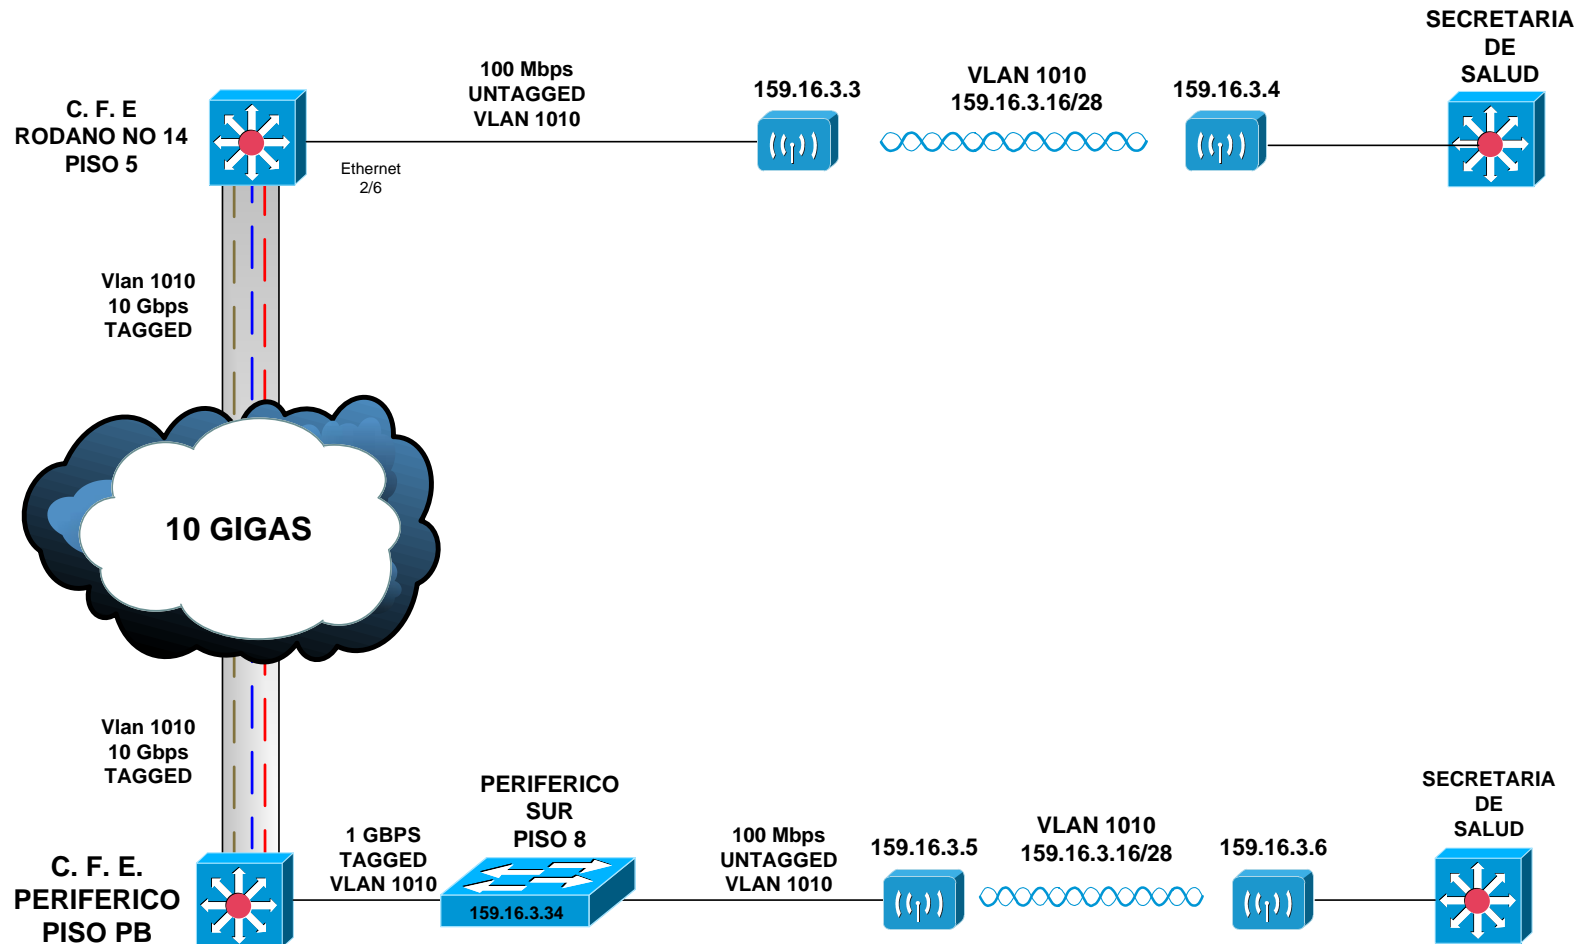 SECRETARIA
DE
SALUD
C. F. E
RODANO NO 14
PISO 5
100 Mbps
UNTAGGED
VLAN 1010
Ethernet
2/6
159.16.3.3
VLAN 1010
159.16.3.16/28
159.16.3.4
Vlan 1010
10 Gbps
TAGGED
10 GIGAS
Vlan 1010
10 Gbps
TAGGED
C. F. E.
PERIFERICO
PISO PB
1 GBPS
TAGGED
VLAN 1010
PERIFERICO
SUR
PISO 8
159.16.3.34
100 Mbps
UNTAGGED
VLAN 1010
159.16.3.5
VLAN 1010
159.16.3.16/28
159.16.3.6
SECRETARIA
DE
SALUD